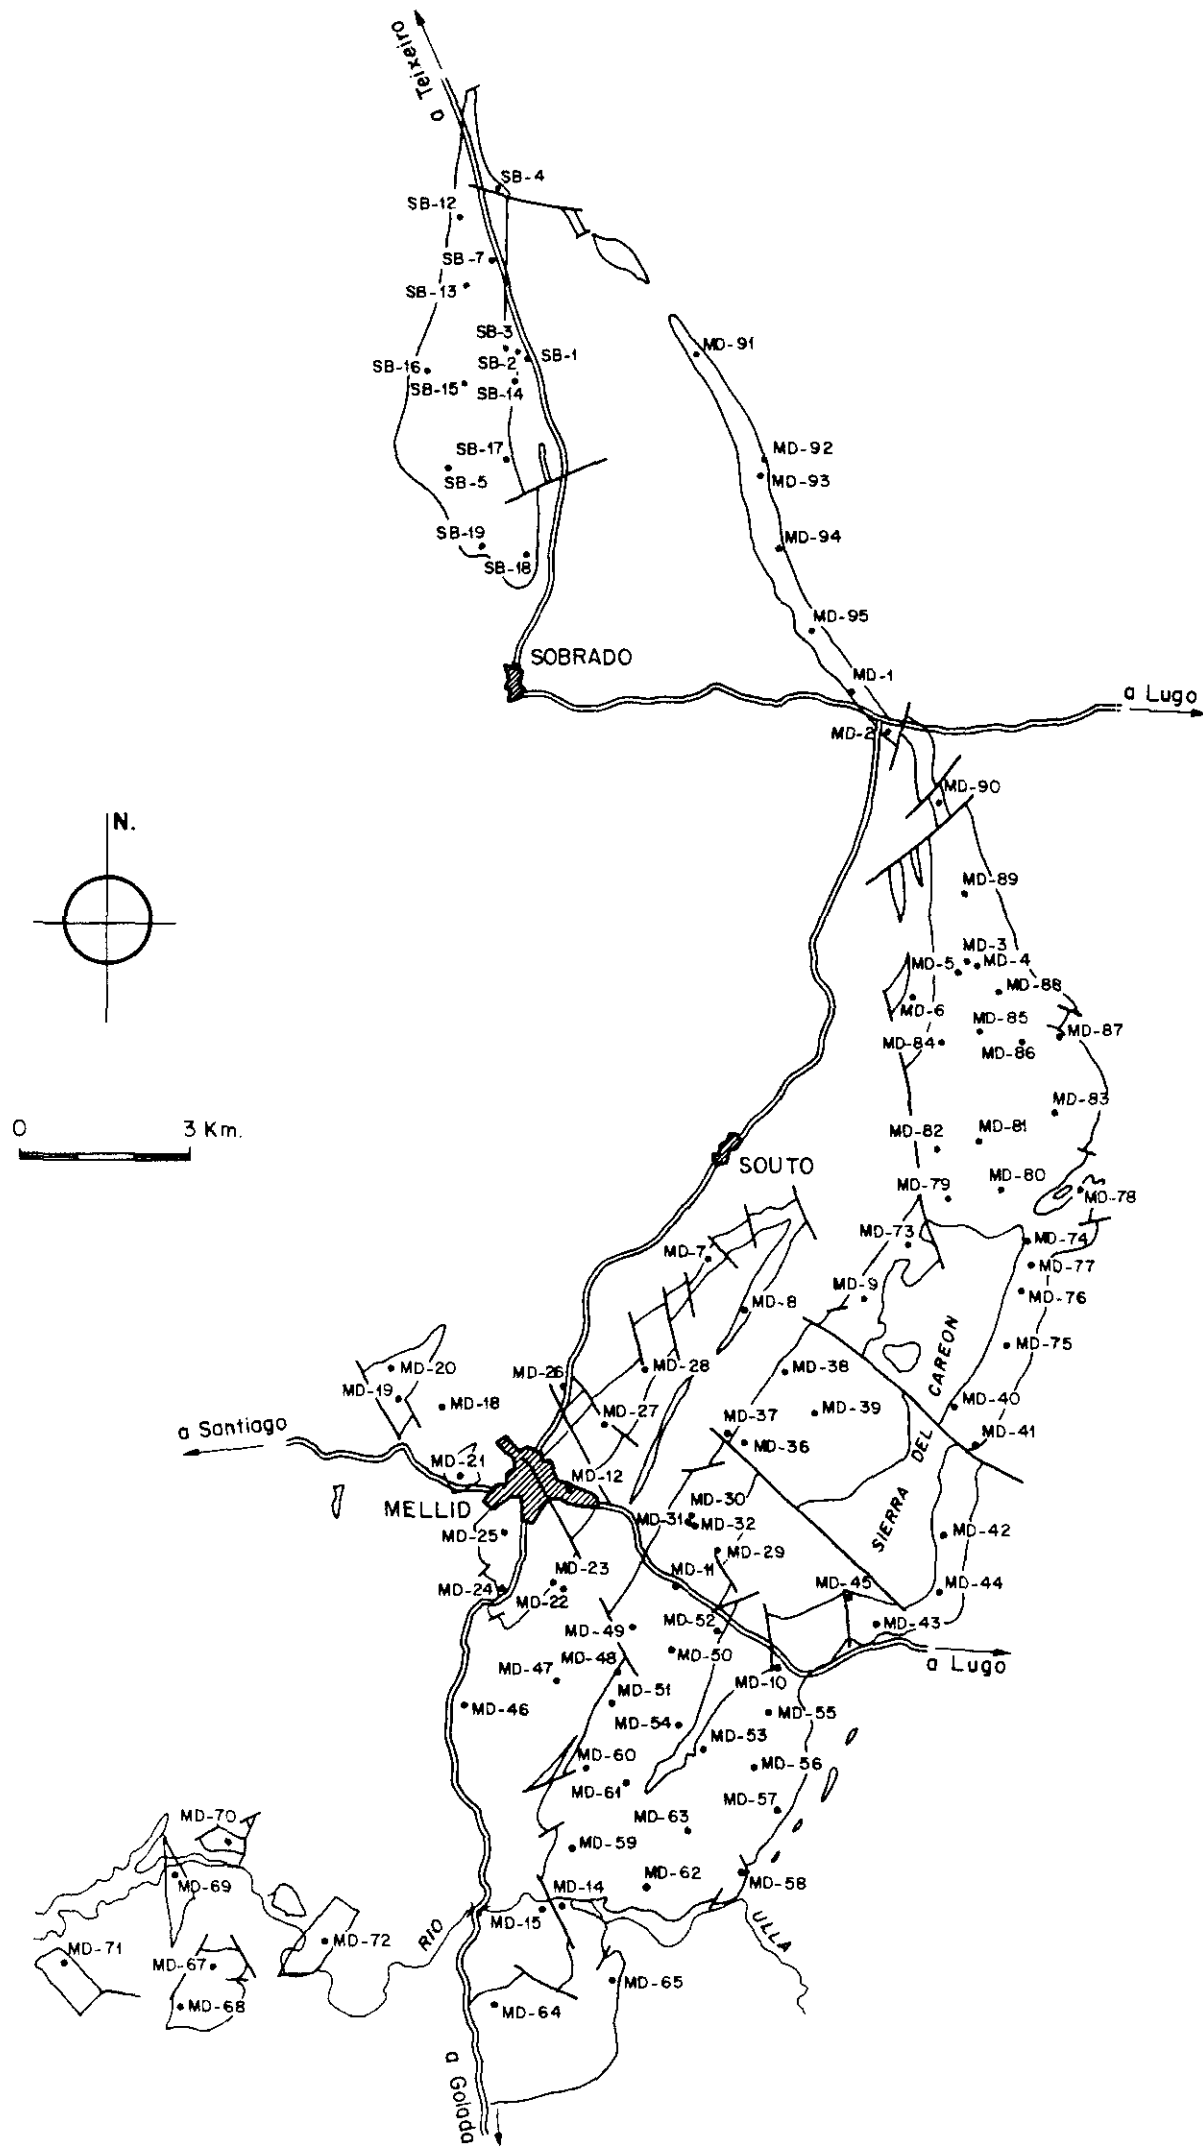 a Teixeiro
SB-4
SB-12
SB-7
SB-13
SB-3
SB-1
SB-2
SB-16
SB-15
SB-14
SB-17
SB-5
SB-19
SB-18
MD-91
MD-92
MD-93
MD-94
MD-95
SOBRADO
MD-1
a Lugo
MD-2
MD-90
N.
MD-89
MD-3
MD-5
MD-4
MD-88
MD-6
MD-85
MD-87
MD-84
MD-86
MD-83
0 3 Km.
MD-82
MD-81
SOUTO
MD-79
MD-80
MD-78
MD-73
MD-74
MD-7
MD-77
MD-9
MD-76
MD-8
MD-75
MD-20
MD-28
MD-38
MD-26
MD-19
MD-18
MD-27
MD-39
MD-40
MD-37
MD-36
MD-41
a Santiago
SIERRA DEL CAREON
MD-21
MD-12
MELLID
MD-30
MD-31
MD-32
MD-25
MD-42
MD-29
MD-23
MD-11
MD-24
MD-22
MD-45
MD-44
MD-49
MD-52
MD-43
MD-48
MD-50
a Lugo
MD-47
MD-10
MD-51
MD-46
MD-54
MD-55
MD-53
MD-60
MD-56
MD-61
MD-57
MD-70
MD-63
MD-59
MD-69
MD-62
MD-58
MD-14
MD-15
RIO
ULLA
MD-71
MD-72
MD-67
MD-65
MD-68
MD-64
a Golada